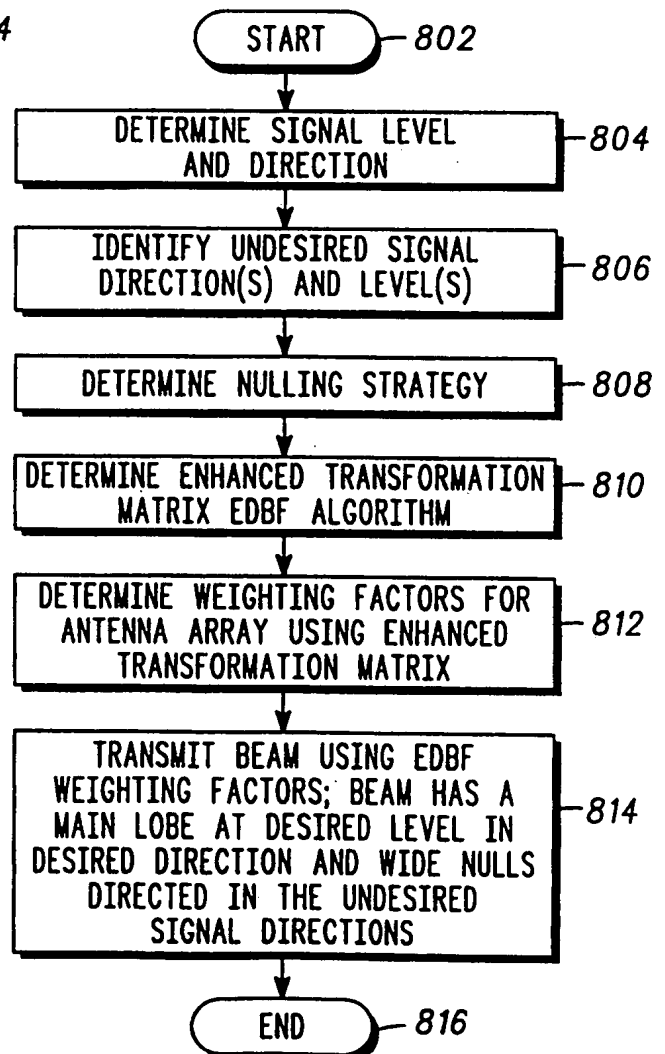 4
START 802
DETERMINE SIGNAL LEVEL
AND DIRECTION
804
IDENTIFY UNDESIRED SIGNAL
DIRECTION(S) AND LEVEL(S)
806
DETERMINE NULLING STRATEGY 808
DETERMINE ENHANCED TRANSFORMATION
MATRIX EDBF ALGORITHM
810
DETERMINE WEIGHTING FACTORS FOR
ANTENNA ARRAY USING ENHANCED
TRANSFORMATION MATRIX
812
TRANSMIT BEAM USING EDBF
WEIGHTING FACTORS; BEAM HAS A
MAIN LOBE AT DESIRED LEVEL IN
DESIRED DIRECTION AND WIDE NULLS
DIRECTED IN THE UNDESIRED
SIGNAL DIRECTIONS
814
END 816